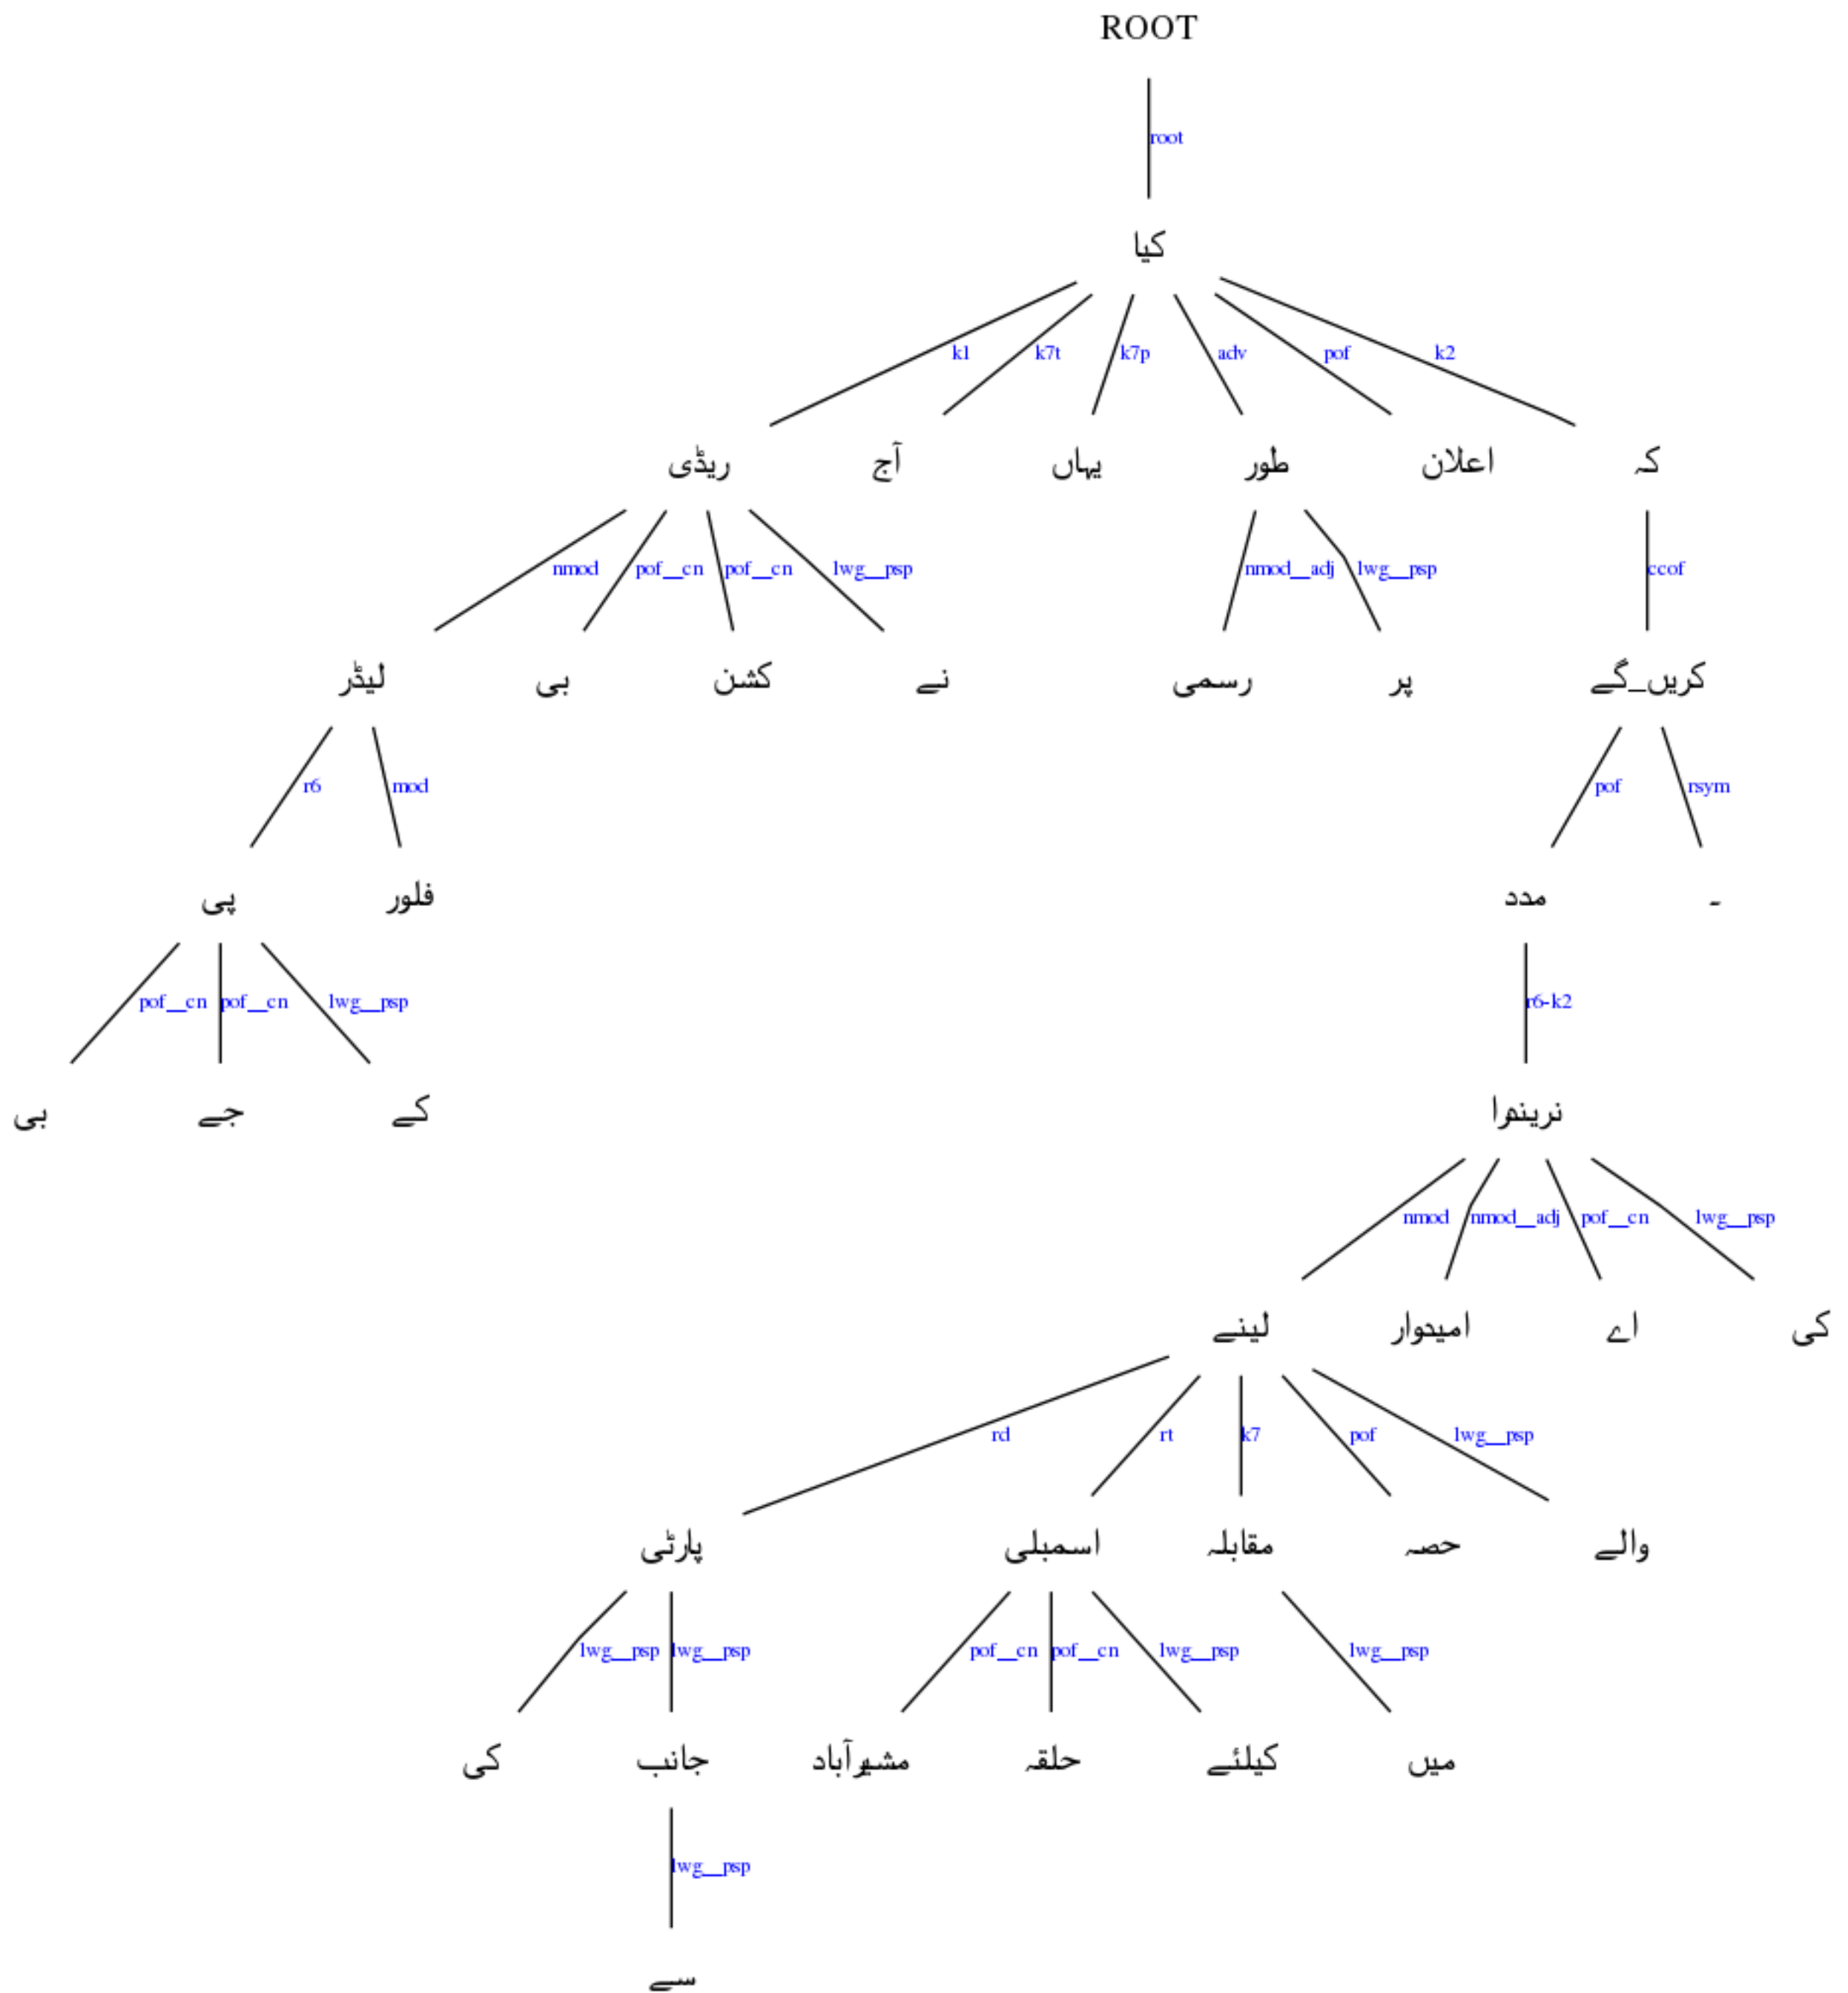 ROOT
root
کیا
k1 k7t k7p adv pof k2
ریڈی آج یہاں طور اعلان کہ
nmod pof__cn pof__cn lwg__psp nmod__adj lwg__psp ccof
لیڈر بی کشن نے رسمی پر کریں_گے
r6 mod pof rsym
پی فلور مدد ۔
pof__cn pof__cn lwg__psp r6-k2
بی جے کے نریندوا
nmod nmod__adj pof__cn lwg__psp
لینے امیدوار اے کی
rd rt k7 pof lwg__psp
پارٹی اسمبلی مقابلہ حصہ والے
lwg__psp lwg__psp pof__cn pof__cn lwg__psp lwg__psp
کی جانب مشیرآباد حلقہ کیلئے میں
lwg__psp
سے